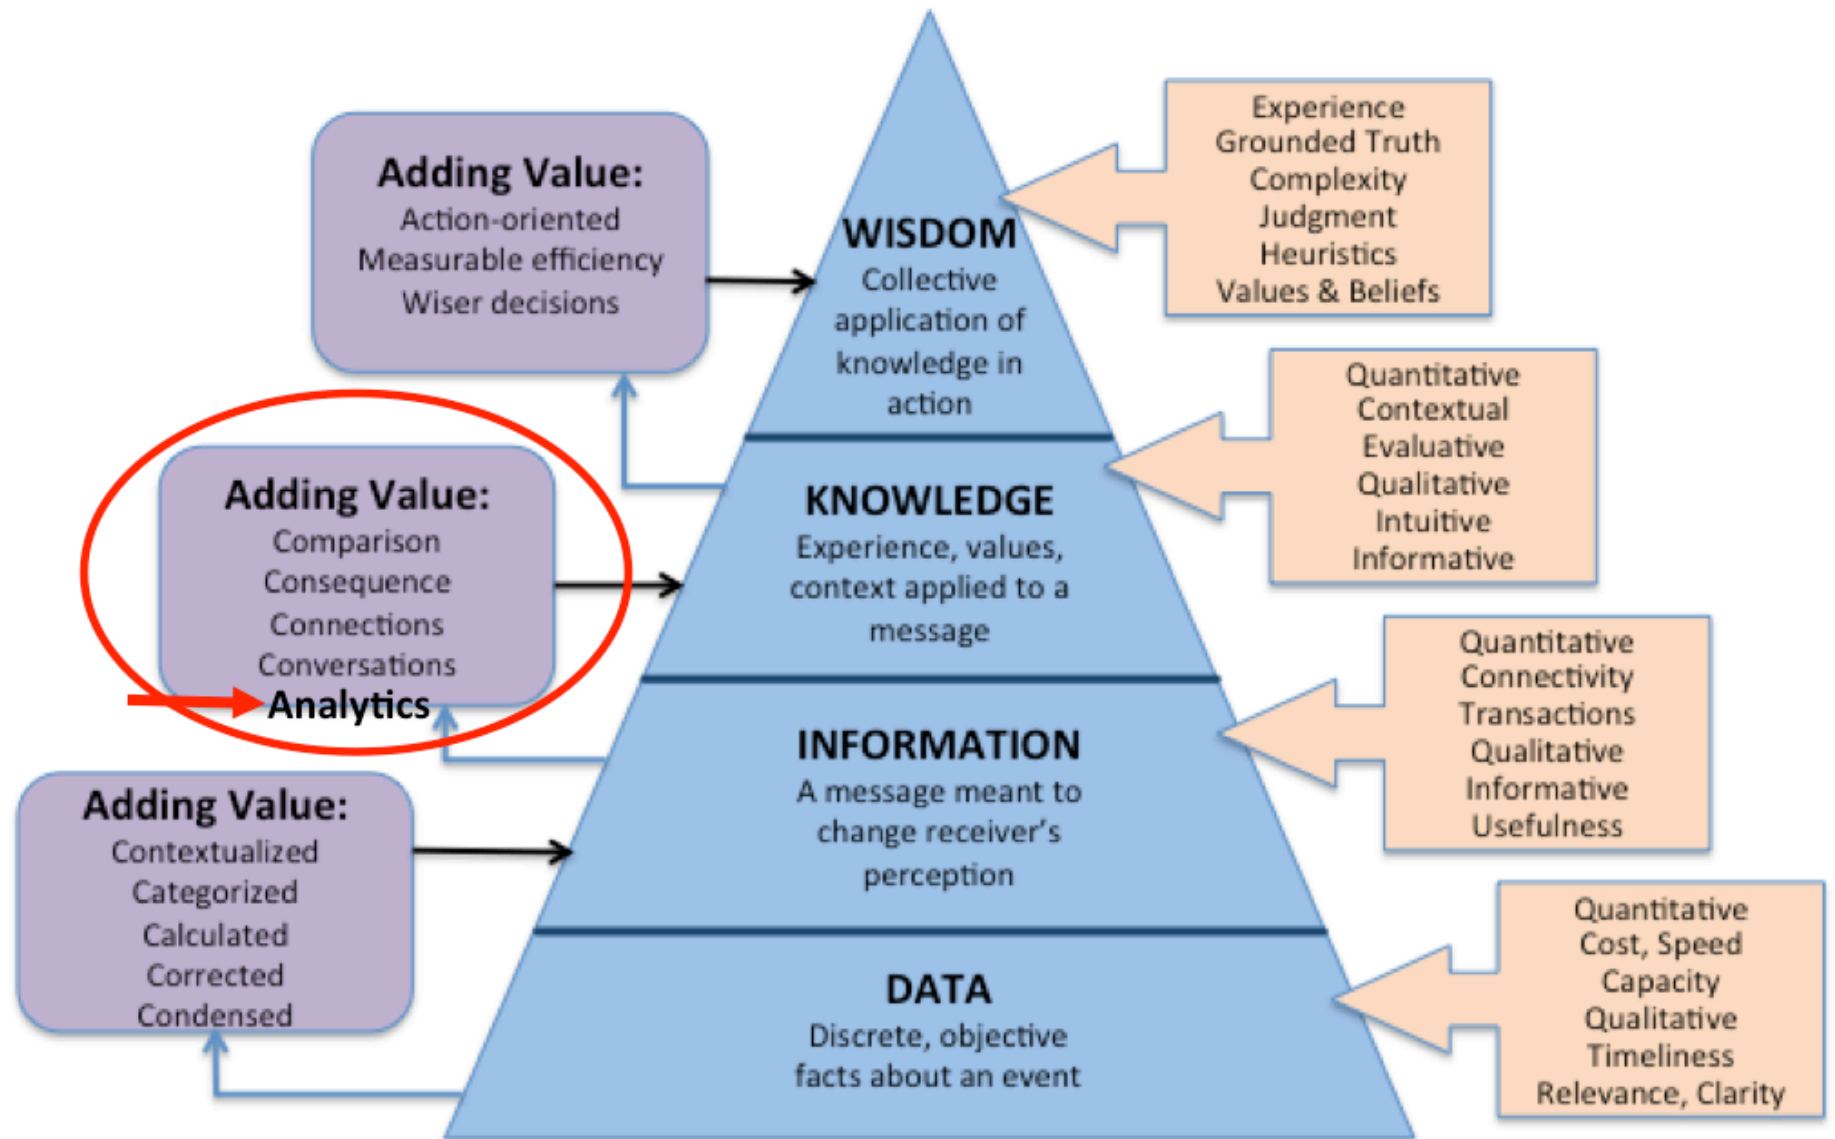 Adding Value:
Action-oriented
Measurable efficiency
Wiser decisions
WISDOM
Collective
application of
knowledge in
action
Experience
Grounded Truth
Complexity
Judgment
Heuristics
Values & Beliefs
Adding Value:
Comparison
Consequence
Connections
Conversations
Analytics
KNOWLEDGE
Experience, values,
context applied to a
message
Quantitative
Contextual
Evaluative
Qualitative
Intuitive
Informative
Adding Value:
Contextualized
Categorized
Calculated
Corrected
Condensed
INFORMATION
A message meant to
change receiver's
perception
Quantitative
Connectivity
Transactions
Qualitative
Informative
Usefulness
DATA
Discrete, objective
facts about an event
Quantitative
Cost, Speed
Capacity
Qualitative
Timeliness
Relevance, Clarity